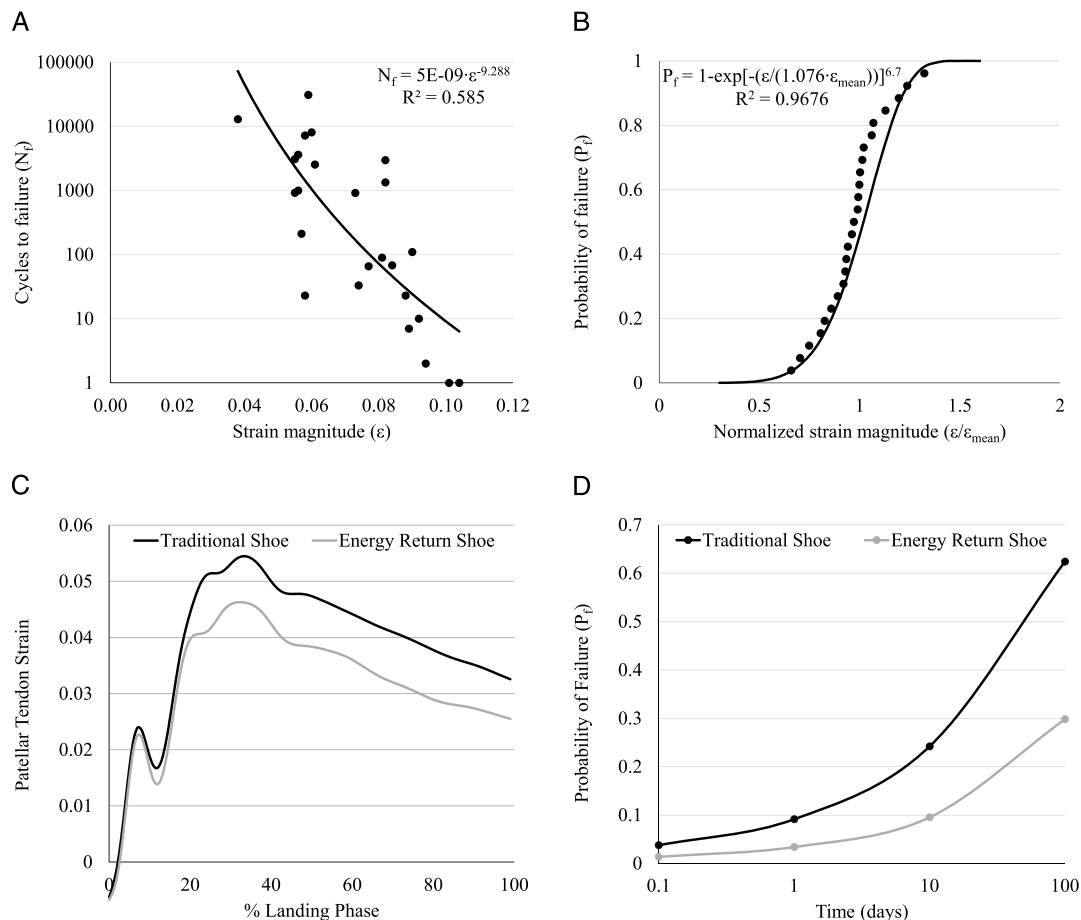 A
N_f = 5E-09·ε^-9.288
R² = 0.585
100000
10000
1000
100
10
1
Cycles to failure (N_f)
0.00 0.02 0.04 0.06 0.08 0.10 0.12
Strain magnitude (ε)
B
P_f = 1-exp[-(ε/(1.076·ε_mean))]^6.7
R² = 0.9676
1
0.8
0.6
0.4
0.2
0
Probability of failure (P_f)
0 0.5 1 1.5 2
Normalized strain magnitude (ε/ε_mean)
C
Traditional Shoe Energy Return Shoe
0.06
0.05
0.04
0.03
0.02
0.01
0
Patellar Tendon Strain
0 20 40 60 80 100
% Landing Phase
D
Traditional Shoe Energy Return Shoe
0.7
0.6
0.5
0.4
0.3
0.2
0.1
0
Probability of Failure (P_f)
0.1 1 10 100
Time (days)